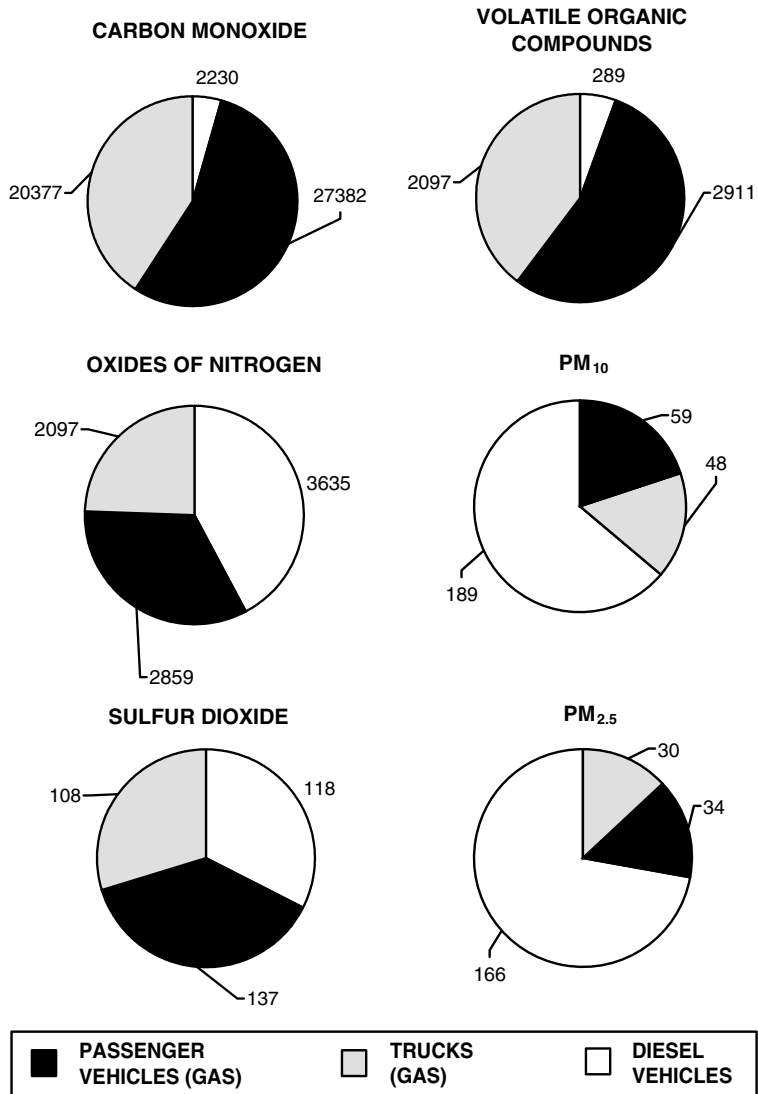 CARBON MONOXIDE
2230
20377
27382
VOLATILE ORGANIC
COMPOUNDS
289
2097
2911
OXIDES OF NITROGEN
2097
3635
2859
PM10
59
48
189
SULFUR DIOXIDE
108
118
137
PM2.5
30
34
166
PASSENGER
VEHICLES (GAS)
TRUCKS
(GAS)
DIESEL
VEHICLES